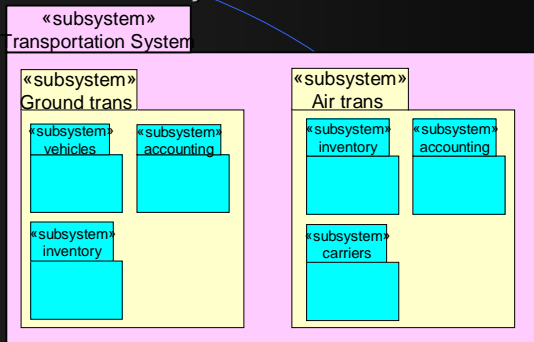 «subsystem»
Transportation System
«subsystem»
Ground trans
«subsystem»
Air trans
«subsystem»
vehicles
«subsystem»
accounting
«subsystem»
inventory
«subsystem»
accounting
«subsystem»
inventory
«subsystem»
carriers